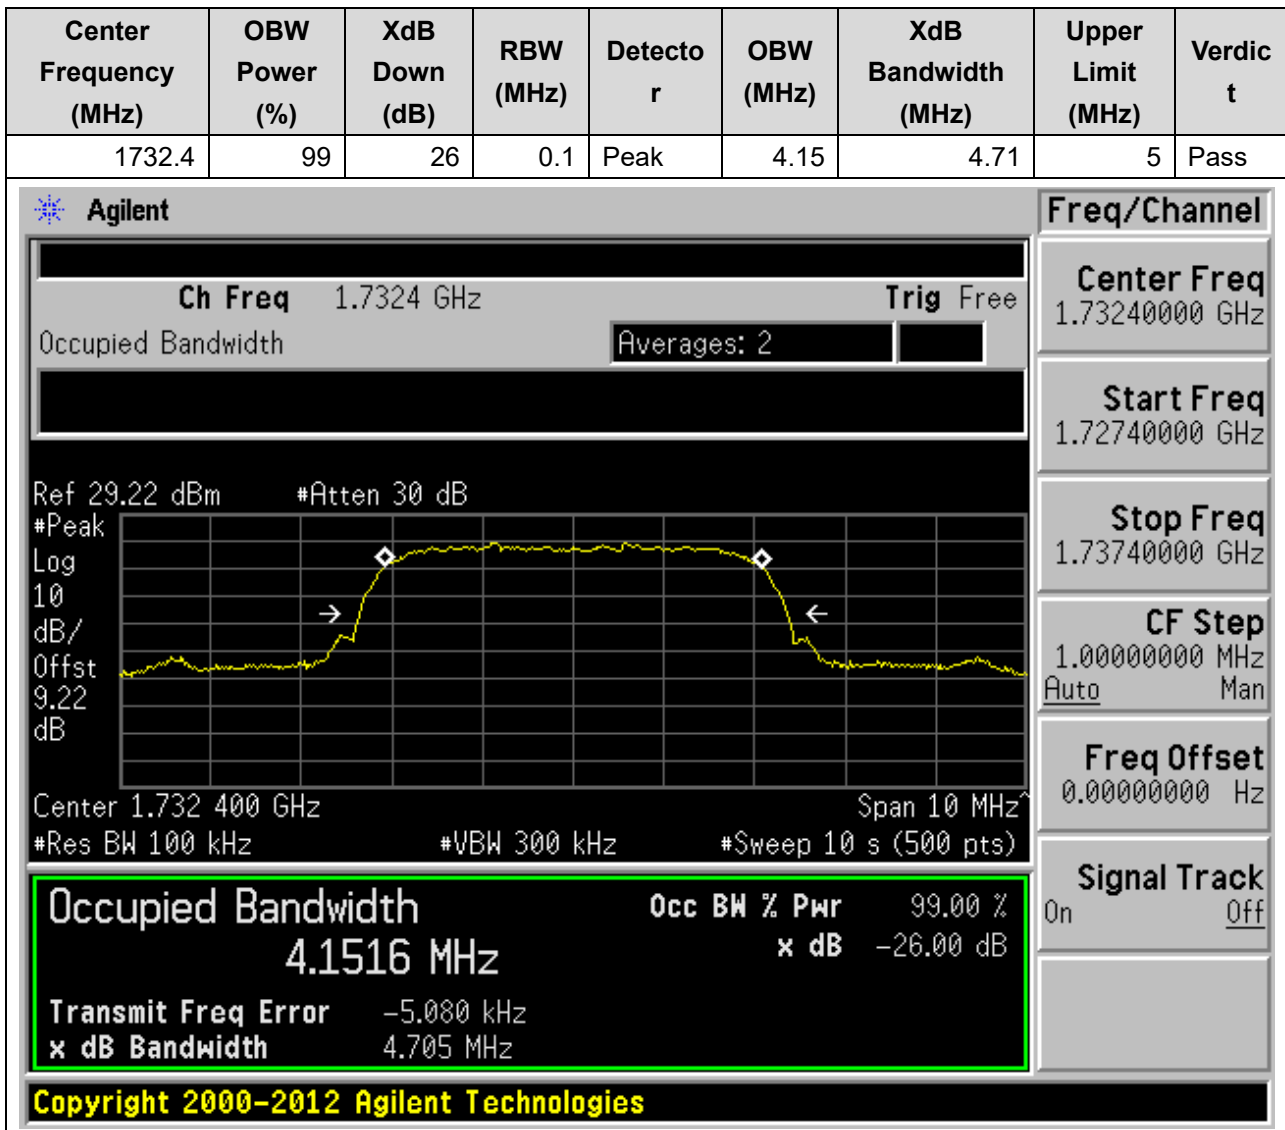 Center Frequency (MHz) OBW Power (%) XdB Down (dB) RBW (MHz) Detecto r OBW (MHz) XdB Bandwidth (MHz) Upper Limit (MHz) Verdic t
1732.4 99 26 0.1 Peak 4.15 4.71 5 Pass
Agilent
Freq/Channel
Ch Freq 1.7324 GHz Trig Free
Occupied Bandwidth Averages: 2
Center Freq
1.73240000 GHz
Start Freq
1.72740000 GHz
Stop Freq
1.73740000 GHz
CF Step
1.00000000 MHz
Auto Man
Freq Offset
0.00000000 Hz
Signal Track
On Off
Ref 29.22 dBm #Atten 30 dB
#Peak
Log
10
dB/
Offst
9.22
dB
Center 1.732 400 GHz Span 10 MHz^
#Res BW 100 kHz #VBW 300 kHz #Sweep 10 s (500 pts)
Occupied Bandwidth Occ BW % Pwr 99.00 %
4.1516 MHz x dB -26.00 dB
Transmit Freq Error -5.080 kHz
x dB Bandwidth 4.705 MHz
Copyright 2000-2012 Agilent Technologies